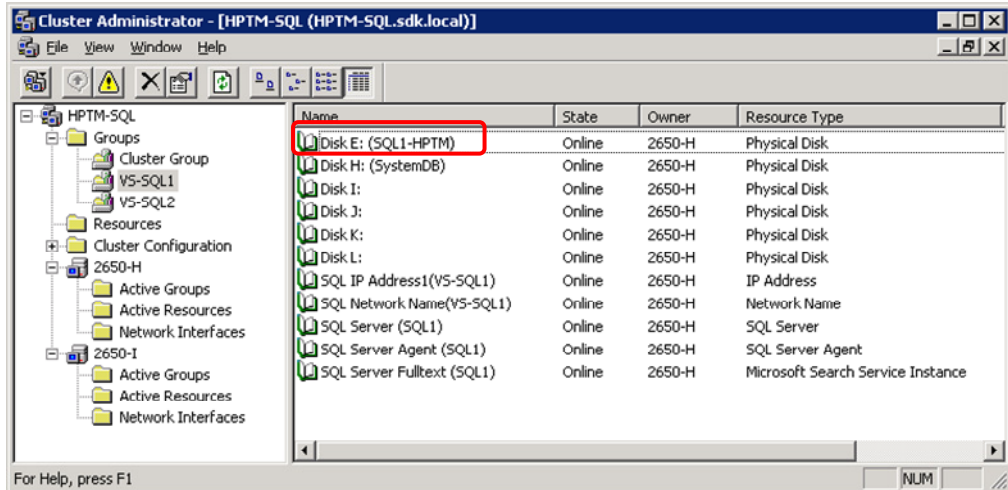 Cluster Administrator - [HPTM-SQL (HPTM-SQL.sdk.local)]
File View Window Help
HPTM-SQL
Groups
Cluster Group
VS-SQL1
VS-SQL2
Resources
Cluster Configuration
2650-H
Active Groups
Active Resources
Network Interfaces
2650-I
Active Groups
Active Resources
Network Interfaces
Name State Owner Resource Type
Disk E: (SQL1-HPTM) Online 2650-H Physical Disk
Disk H: (SystemDB) Online 2650-H Physical Disk
Disk I: Online 2650-H Physical Disk
Disk J: Online 2650-H Physical Disk
Disk K: Online 2650-H Physical Disk
Disk L: Online 2650-H Physical Disk
SQL IP Address1(VS-SQL1) Online 2650-H IP Address
SQL Network Name(VS-SQL1) Online 2650-H Network Name
SQL Server (SQL1) Online 2650-H SQL Server
SQL Server Agent (SQL1) Online 2650-H SQL Server Agent
SQL Server Fulltext (SQL1) Online 2650-H Microsoft Search Service Instance
For Help, press F1 NUM